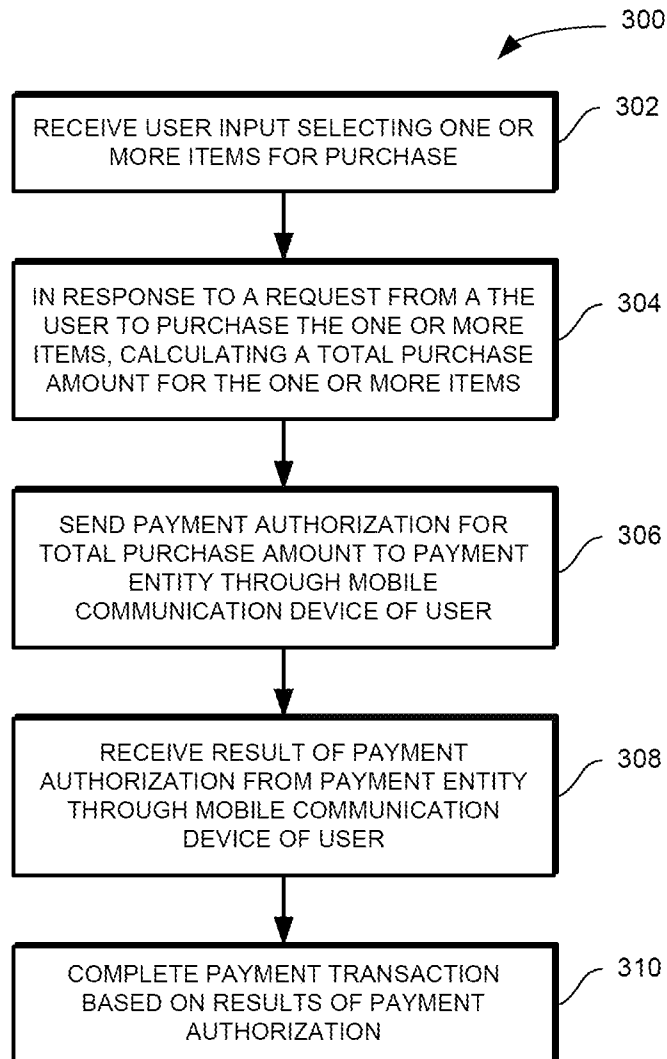 300
RECEIVE USER INPUT SELECTING ONE OR
MORE ITEMS FOR PURCHASE
302
IN RESPONSE TO A REQUEST FROM A THE
USER TO PURCHASE THE ONE OR MORE
ITEMS, CALCULATING A TOTAL PURCHASE
AMOUNT FOR THE ONE OR MORE ITEMS
304
SEND PAYMENT AUTHORIZATION FOR
TOTAL PURCHASE AMOUNT TO PAYMENT
ENTITY THROUGH MOBILE
COMMUNICATION DEVICE OF USER
306
RECEIVE RESULT OF PAYMENT
AUTHORIZATION FROM PAYMENT ENTITY
THROUGH MOBILE COMMUNICATION
DEVICE OF USER
308
COMPLETE PAYMENT TRANSACTION
BASED ON RESULTS OF PAYMENT
AUTHORIZATION
310